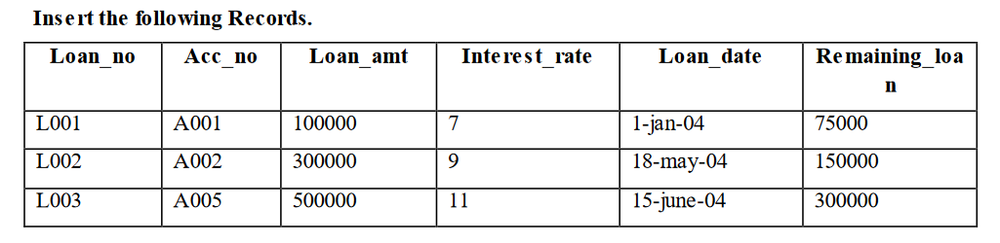 Insert the following Records.
Loan_no Acc_no Loan_amt Interest_rate Loan_date Remaining_loa
n
L001 A001 100000 7 1-jan-04 75000
L002 A002 300000 9 18-may-04 150000
L003 A005 500000 11 15-june-04 300000